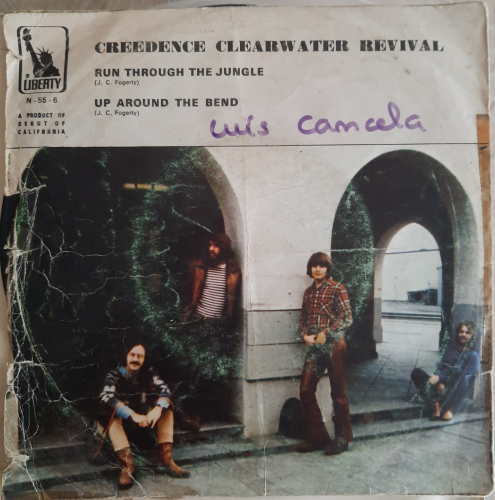 CREEDENCE CLEARWATER REVIVAL
LIBERTY
N-55-6
A PRODUCT OF
DEBUT OF
CALIFORNIA
RUN THROUGH THE JUNGLE
(J. C. Fogerty)
UP AROUND THE BEND
(J. C. Fogerty)
Luis Cancela